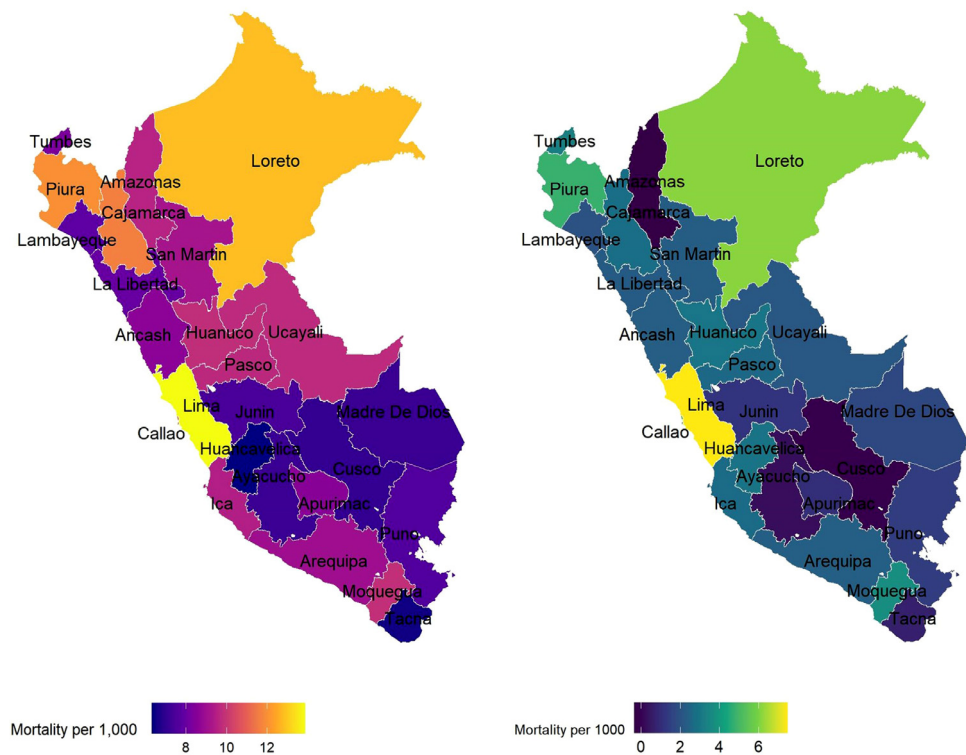 Tumbes
Loreto
Piura
Amazonas
Cajamarca
Lambayeque
San Martin
La Libertad
Ancash
Huanuco
Ucayali
Pasco
Lima
Junin
Madre De Dios
Callao
Huancavelica
Cusco
Ayacucho
Ica
Apurimac
Puno
Arequipa
Moquegua
Tacna
Mortality per 1,000
8 10 12
Tumbes
Loreto
Piura
Amazonas
Cajamarca
Lambayeque
San Martin
La Libertad
Ancash
Huanuco
Ucayali
Pasco
Lima
Junin
Madre De Dios
Callao
Huancavelica
Cusco
Ayacucho
Ica
Apurimac
Puno
Arequipa
Moquegua
Tacna
Mortality per 1000
0 2 4 6